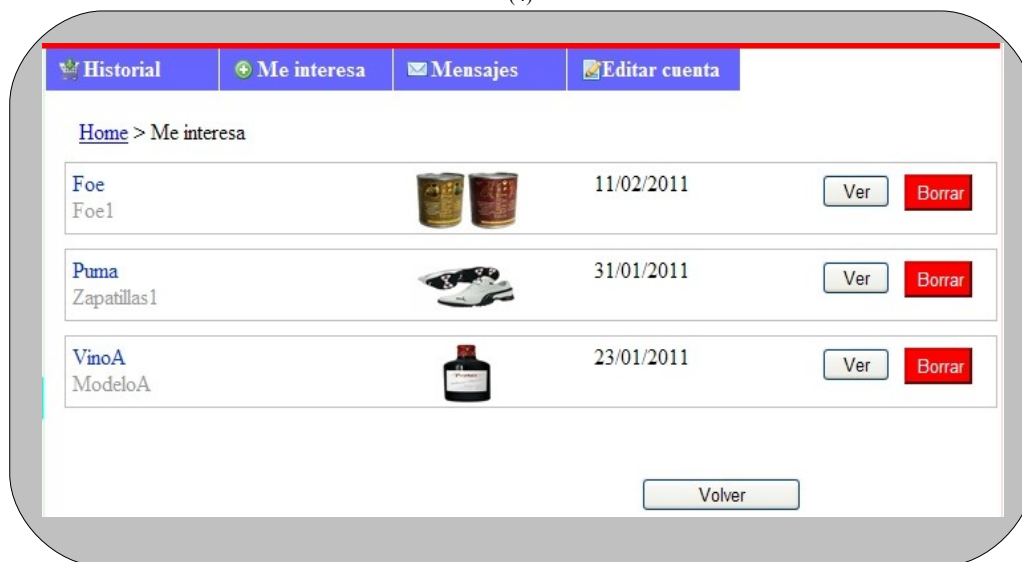 Historial Me interesa Mensajes Editar cuenta
Home > Me interesa
Foe 11/02/2011 Ver Borrar
Foe1
Puma 31/01/2011 Ver Borrar
Zapatillas1
VinoA 23/01/2011 Ver Borrar
ModeloA
Volver